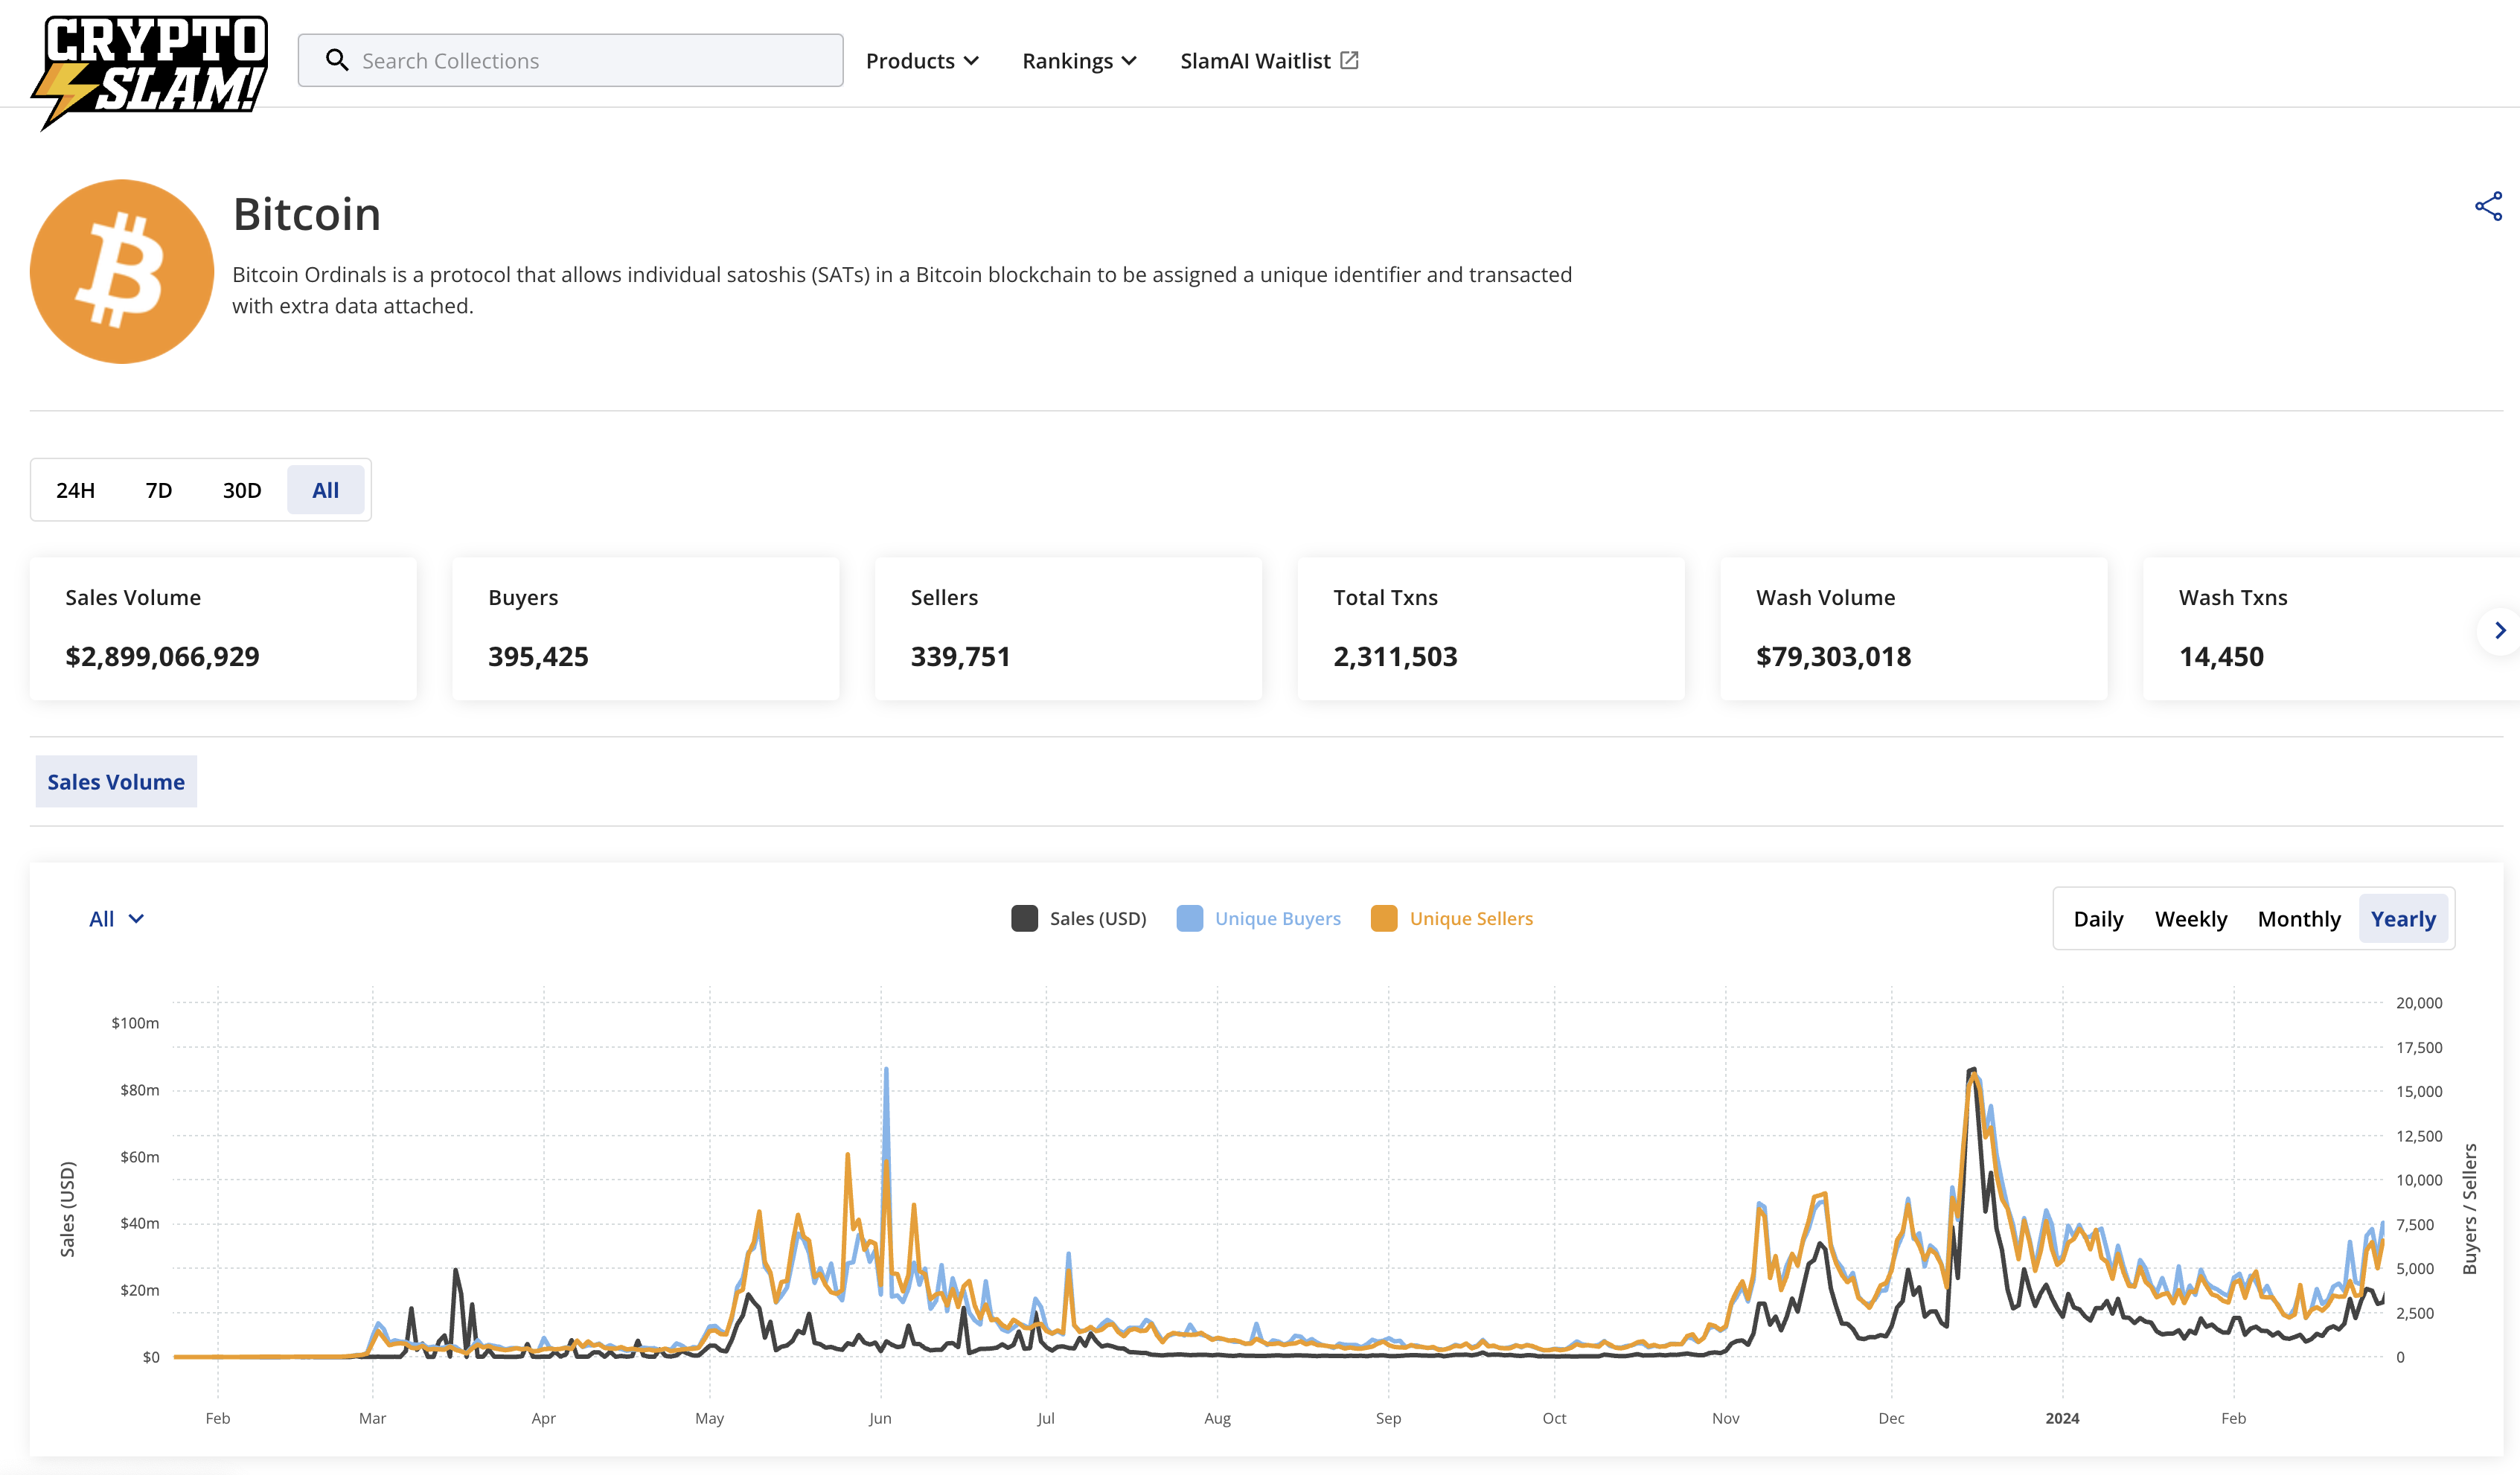 CRYPTO
SLAM!
Search Collections
Products
Rankings
SlamAI Waitlist
Bitcoin
Bitcoin Ordinals is a protocol that allows individual satoshis (SATs) in a Bitcoin blockchain to be assigned a unique identifier and transacted
with extra data attached.
24H 7D 30D All
Sales Volume
$2,899,066,929
Buyers
395,425
Sellers
339,751
Total Txns
2,311,503
Wash Volume
$79,303,018
Wash Txns
14,450
Sales Volume
All
Sales (USD) Unique Buyers Unique Sellers
Daily Weekly Monthly Yearly
Sales (USD)
$100m
$80m
$60m
$40m
$20m
$0
20,000
17,500
15,000
12,500
10,000
7,500
5,000
2,500
0
Buyers / Sellers
Feb Mar Apr May Jun Jul Aug Sep Oct Nov Dec 2024 Feb